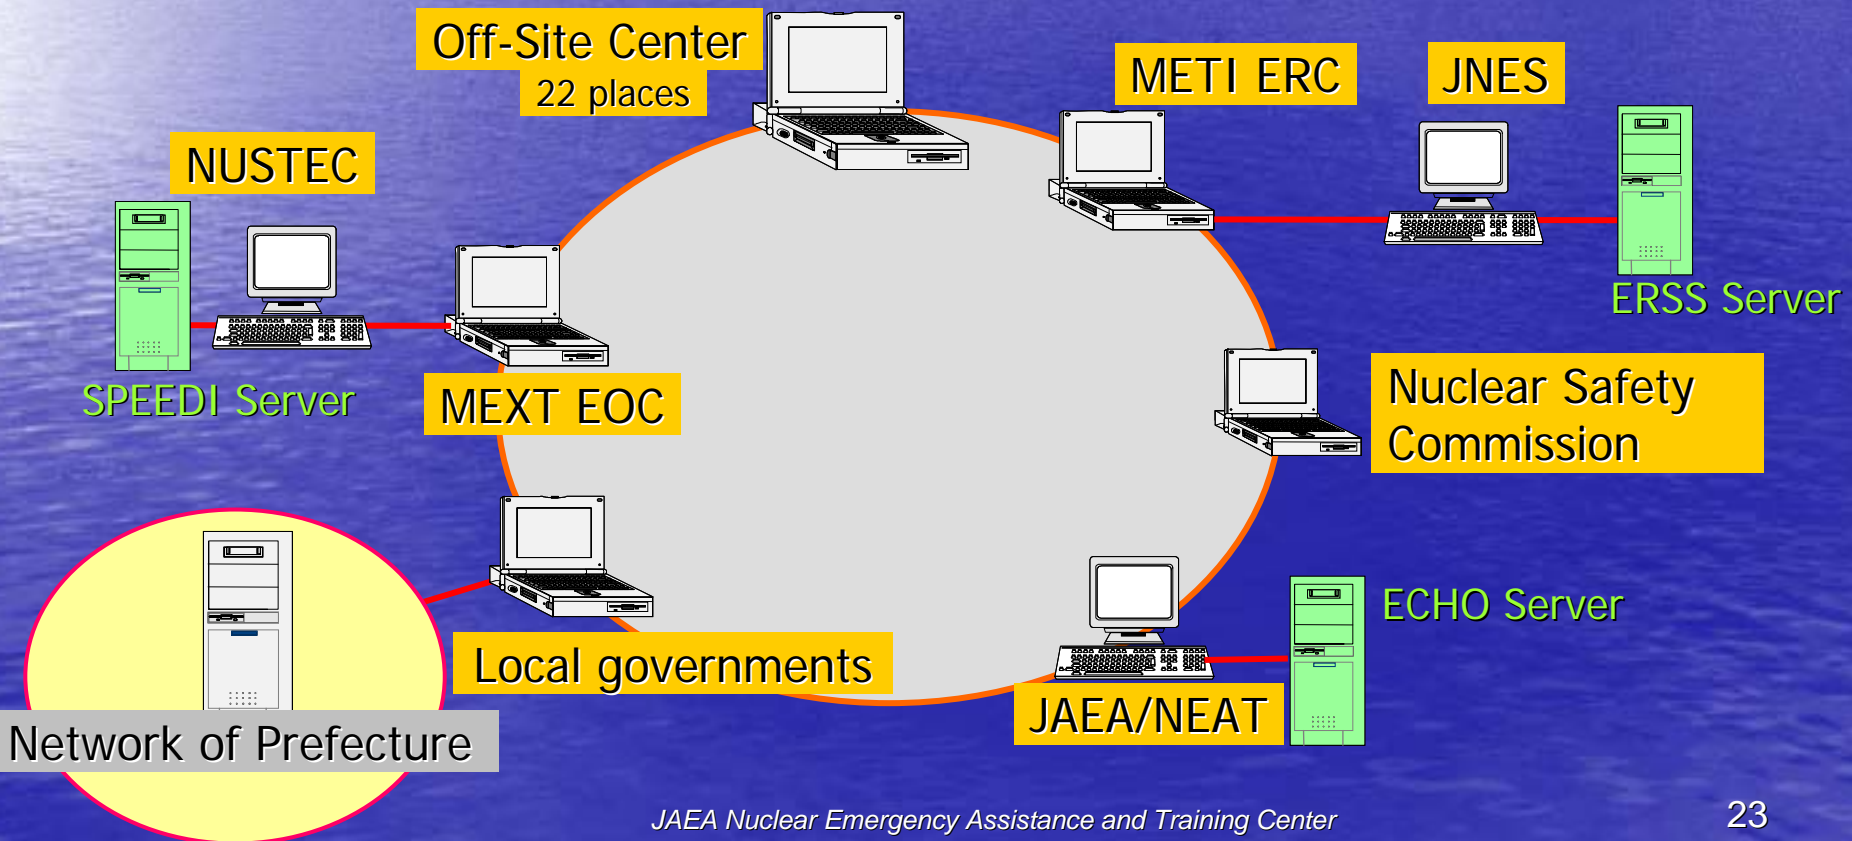 Off-Site Center
22 places
METI ERC
JNES
NUSTEC
ERSS Server
SPEEDI Server
MEXT EOC
Nuclear Safety
Commission
ECHO Server
Local governments
JAEA/NEAT
Network of Prefecture
JAEA Nuclear Emergency Assistance and Training Center
23